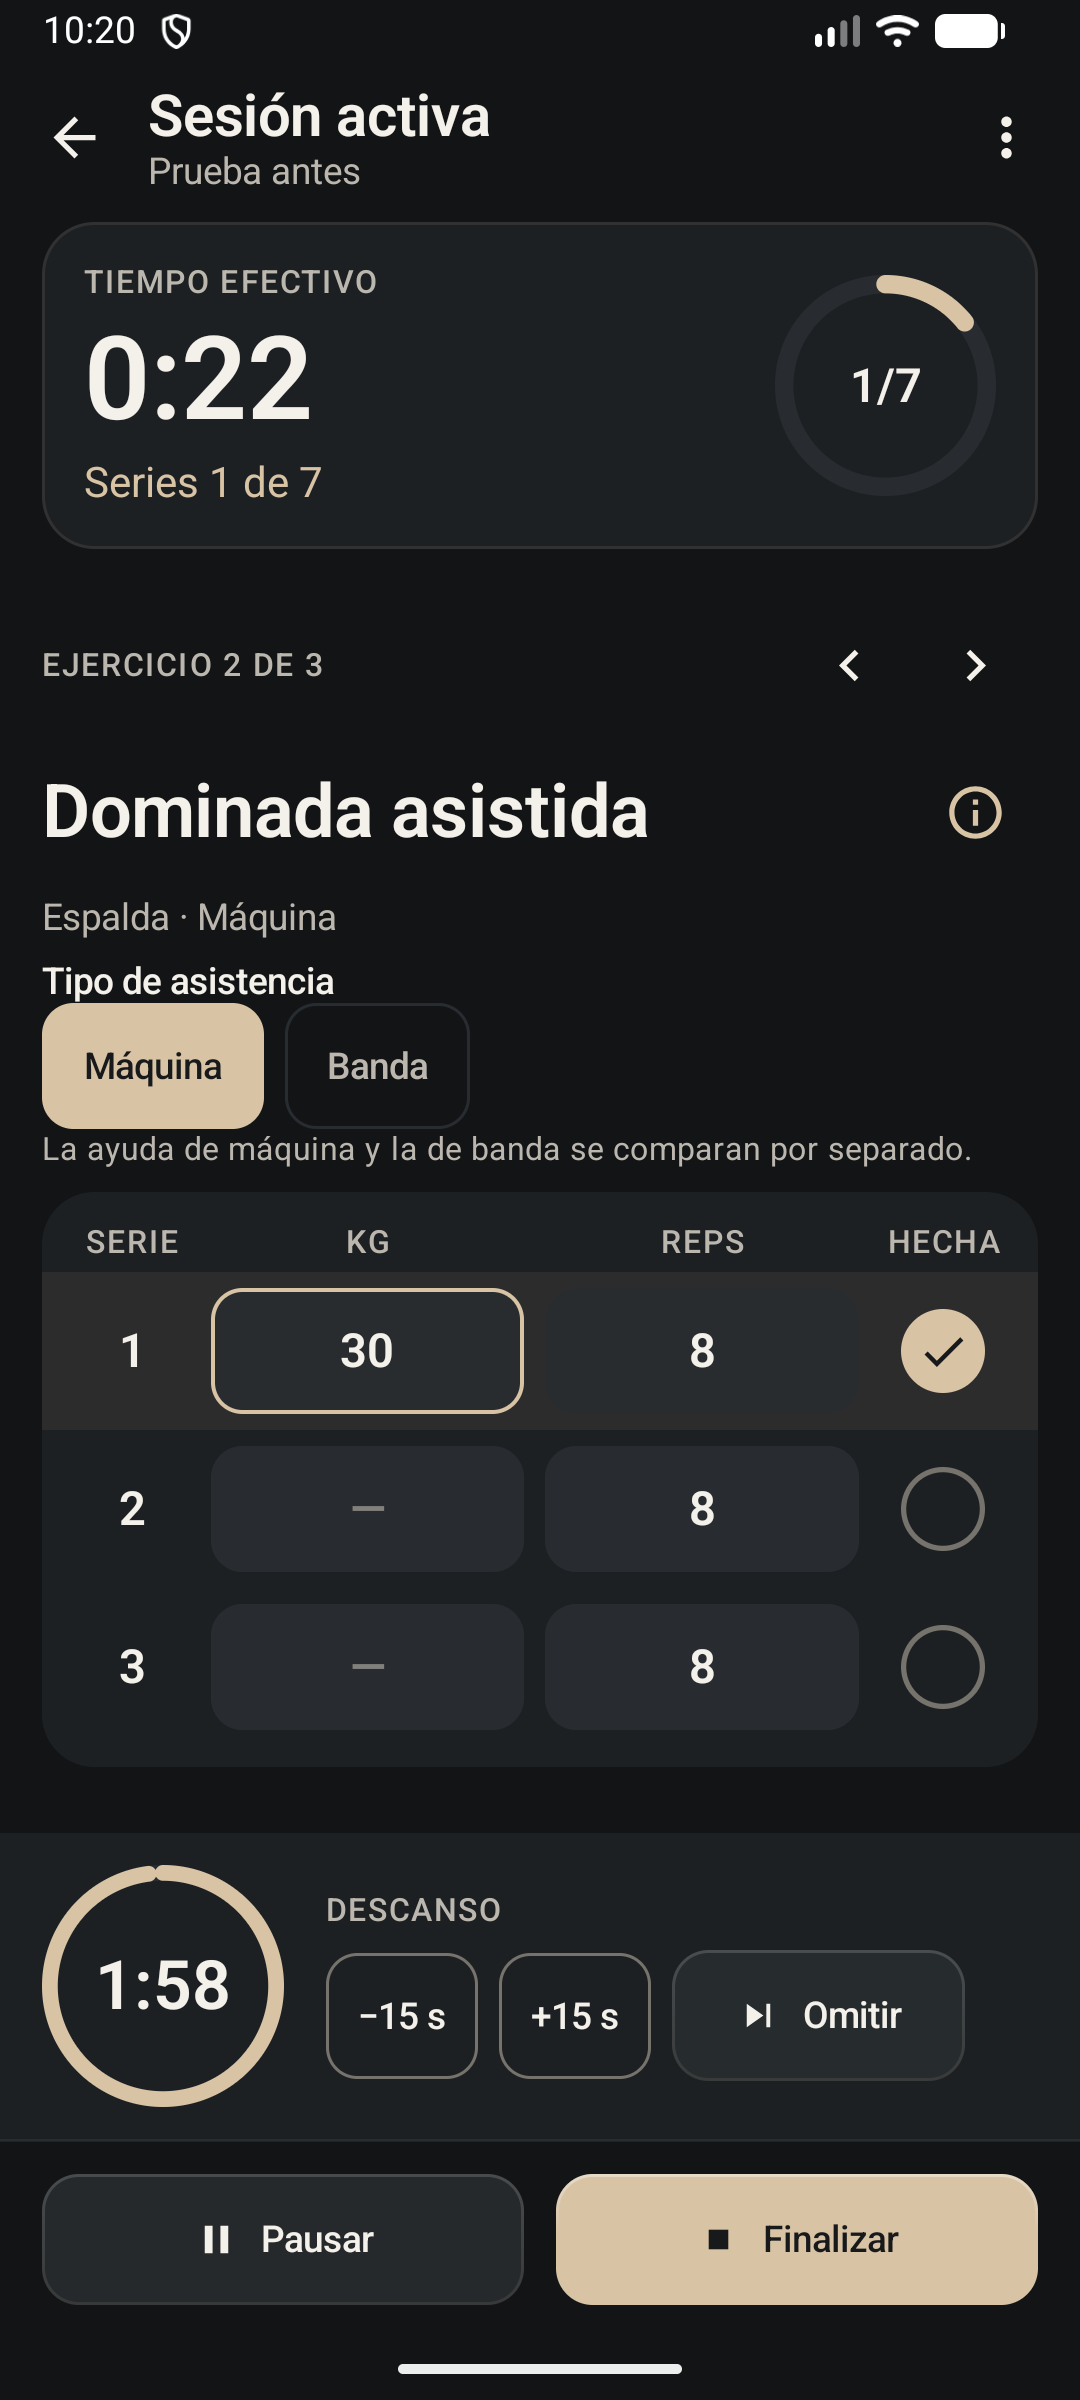 10:20
Sesión activa
Prueba antes
TIEMPO EFECTIVO
0:22
Series 1 de 7
1/7
EJERCICIO 2 DE 3
Dominada asistida
Espalda · Máquina
Tipo de asistencia
Máquina Banda
La ayuda de máquina y la de banda se comparan por separado.
SERIE KG REPS HECHA
1 30 8
2 — 8
3 — 8
1:58
DESCANSO
−15 s +15 s Omitir
Pausar Finalizar